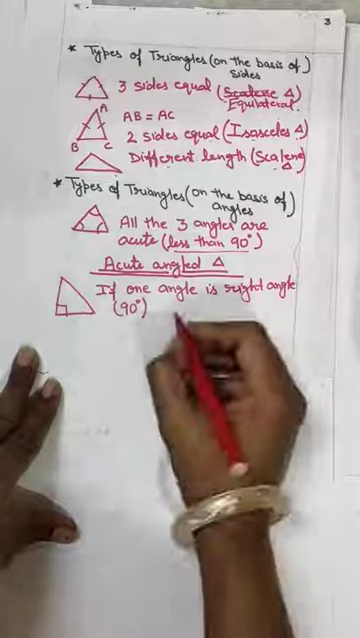 3
* Types of Triangles (on the basis of)
sides
3 sides equal (Scalene Δ)
Equilateral
A
AB = AC
B C
2 sides equal (Isosceles Δ)
Different length (Scalene
Δ)
* Types of Triangles (on the basis of
angles)
All the 3 angles are
acute (less than 90°)
Acute angled Δ
If one angle is right angle
(90°)